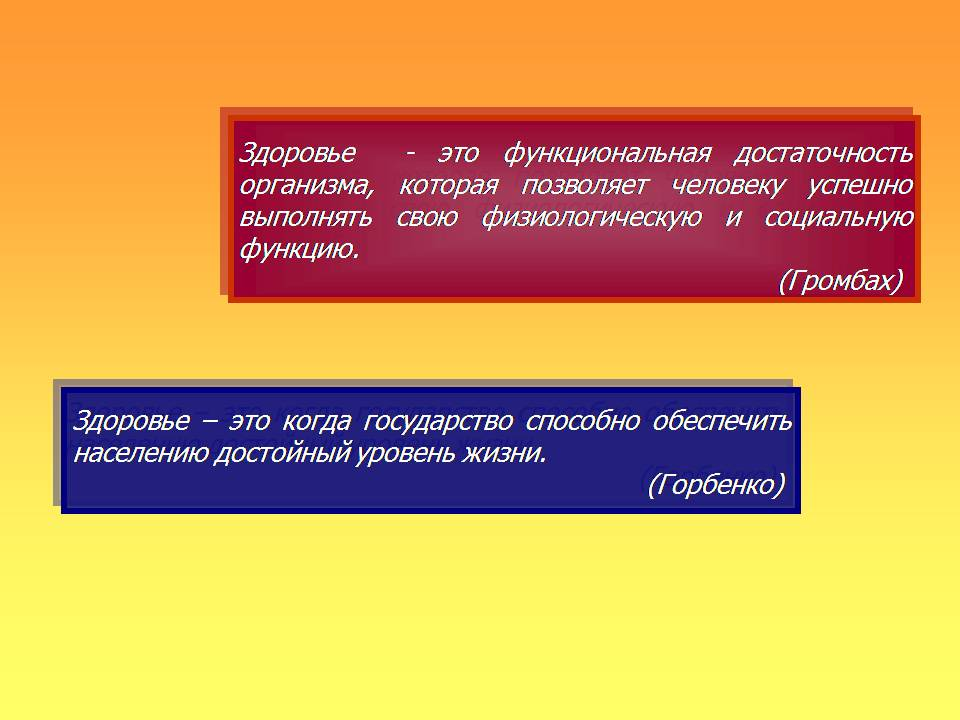 Здоровье - это функциональная достаточность
организма, которая позволяет человеку успешно
выполнять свою физиологическую и социальную
функцию.
(Громбах)
Здоровье – это когда государство способно обеспечить
населению достойный уровень жизни.
(Горбенко)